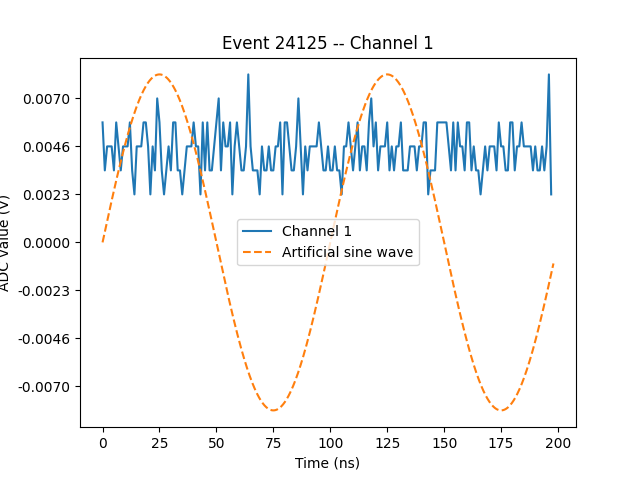 Event 24125 -- Channel 1
0.0070
0.0046
0.0023
0.0000
-0.0023
-0.0046
-0.0070
ADC Value (V)
Channel 1
Artificial sine wave
0 25 50 75 100 125 150 175 200
Time (ns)